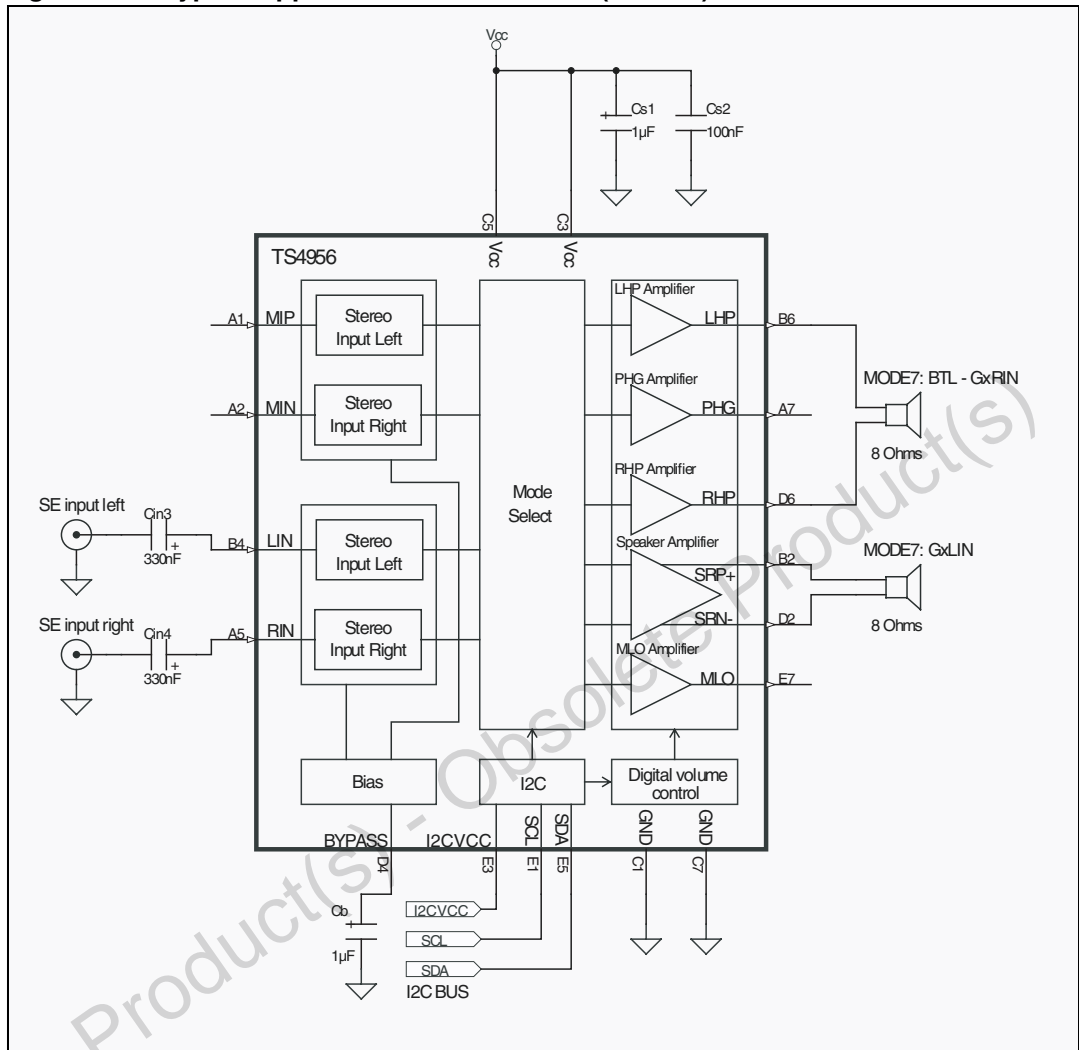 Vcc
Cs1
1µF
Cs2
100nF
C5
C3
Vcc
Vcc
TS4956
A1
MIP
Stereo
Input Left
A2
MIN
Stereo
Input Right
SE input left
Cin3
+
330nF
B4
LIN
Stereo
Input Left
SE input right
Cin4
+
330nF
A5
RIN
Stereo
Input Right
Mode
Select
LHP Amplifier
LHP
B6
PHG Amplifier
PHG
A7
RHP Amplifier
RHP
D6
Speaker Amplifier
SRP+
B2
SRN-
D2
MLO Amplifier
MLO
E7
MODE7: BTL - GxRIN
8 Ohms
MODE7: GxLIN
8 Ohms
Bias
I2C
Digital volume
control
BYPASS
I2CVCC
SCL
SDA
GND
GND
D4
E3
E1
E5
C1
C7
Cb
+
1µF
I2CVCC
SCL
SDA
I2C BUS
Product(s) - Obsolete Product(s)